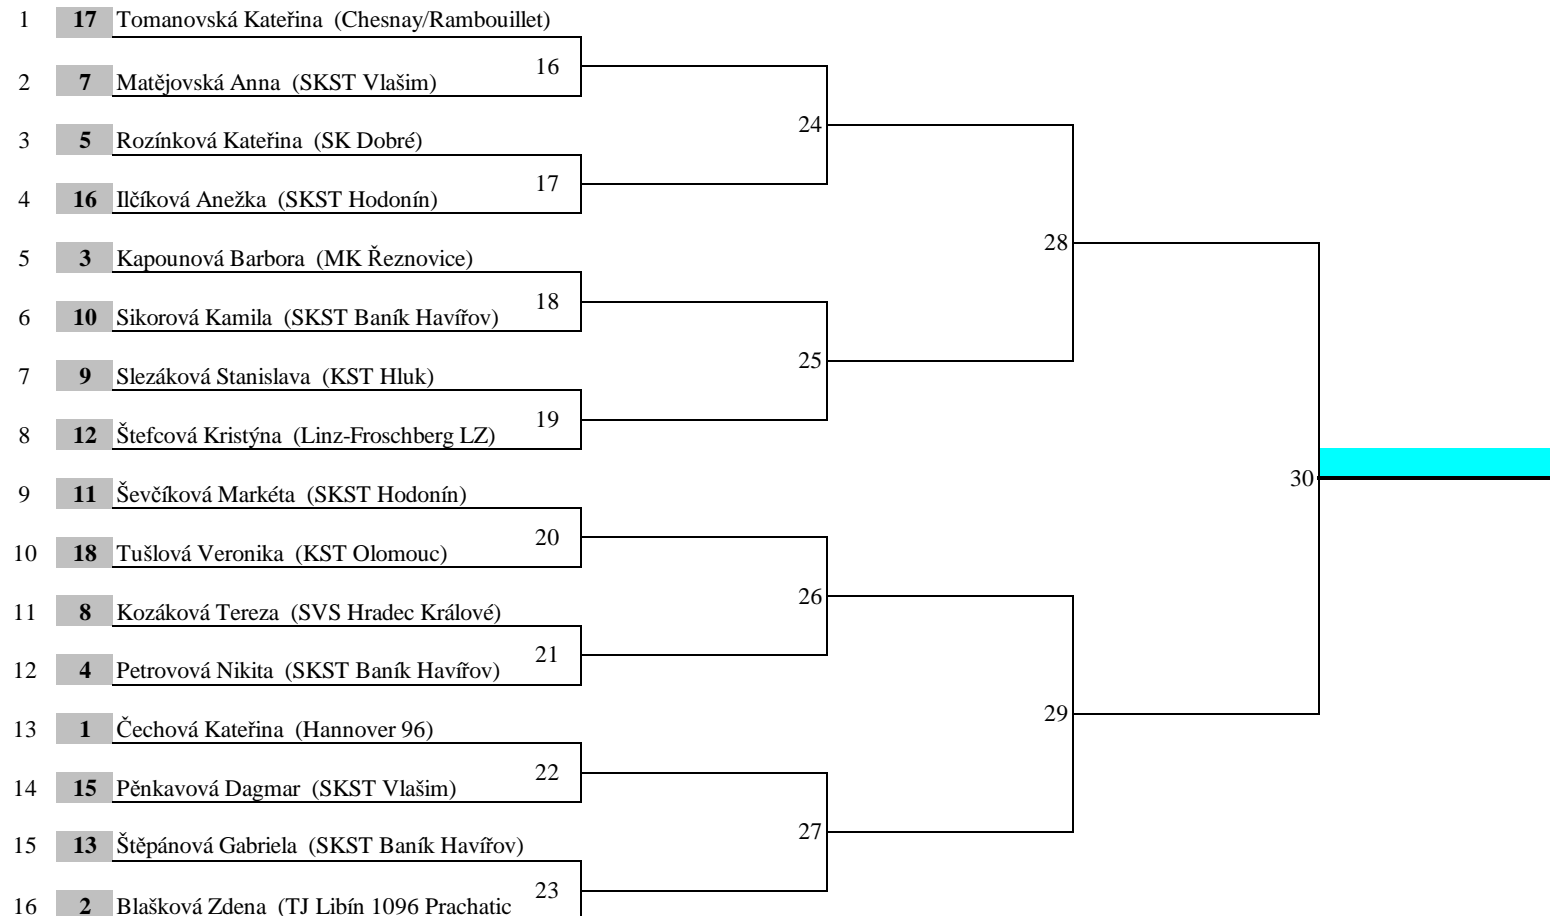 1 17 Tomanovská Kateřina (Chesnay/Rambouillet)
16
2 7 Matějovská Anna (SKST Vlašim)
24
3 5 Rozínková Kateřina (SK Dobré)
17
4 16 Ilčíková Anežka (SKST Hodonín)
28
5 3 Kapounová Barbora (MK Řeznovice)
18
6 10 Sikorová Kamila (SKST Baník Havířov)
25
7 9 Slezáková Stanislava (KST Hluk)
19
8 12 Štefcová Kristýna (Linz-Froschberg LZ)
30
9 11 Ševčíková Markéta (SKST Hodonín)
20
10 18 Tušlová Veronika (KST Olomouc)
26
11 8 Kozáková Tereza (SVS Hradec Králové)
21
12 4 Petrovová Nikita (SKST Baník Havířov)
29
13 1 Čechová Kateřina (Hannover 96)
22
14 15 Pěnkavová Dagmar (SKST Vlašim)
27
15 13 Štěpánová Gabriela (SKST Baník Havířov)
23
16 2 Blašková Zdena (TJ Libín 1096 Prachatic